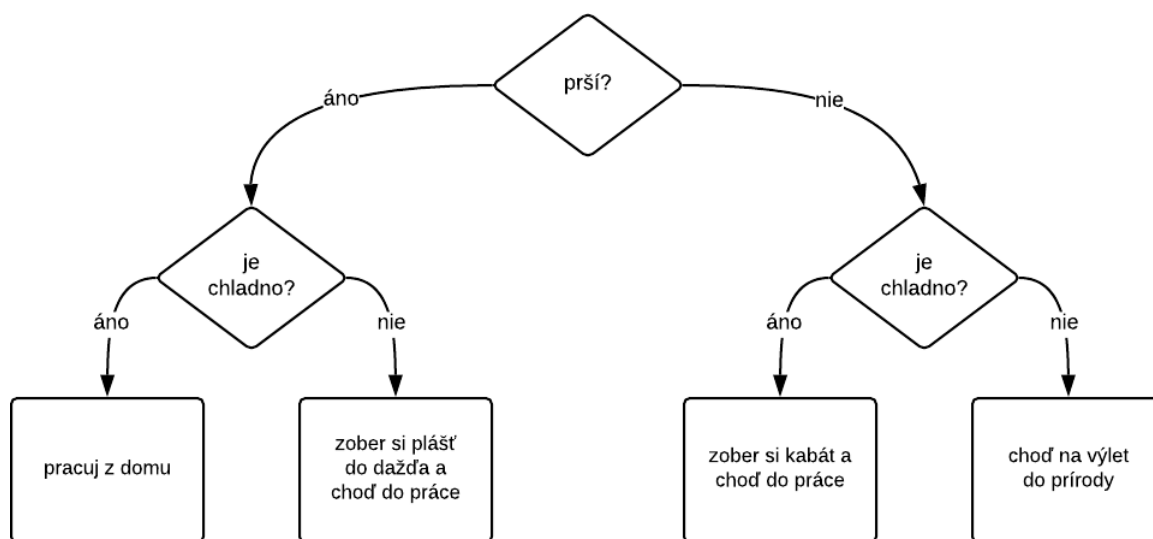 prší?
áno
nie
je
chladno?
je
chladno?
áno
nie
áno
nie
pracuj z domu
zober si plášť
do dažďa a
choď do práce
zober si kabát a
choď do práce
choď na výlet
do prírody